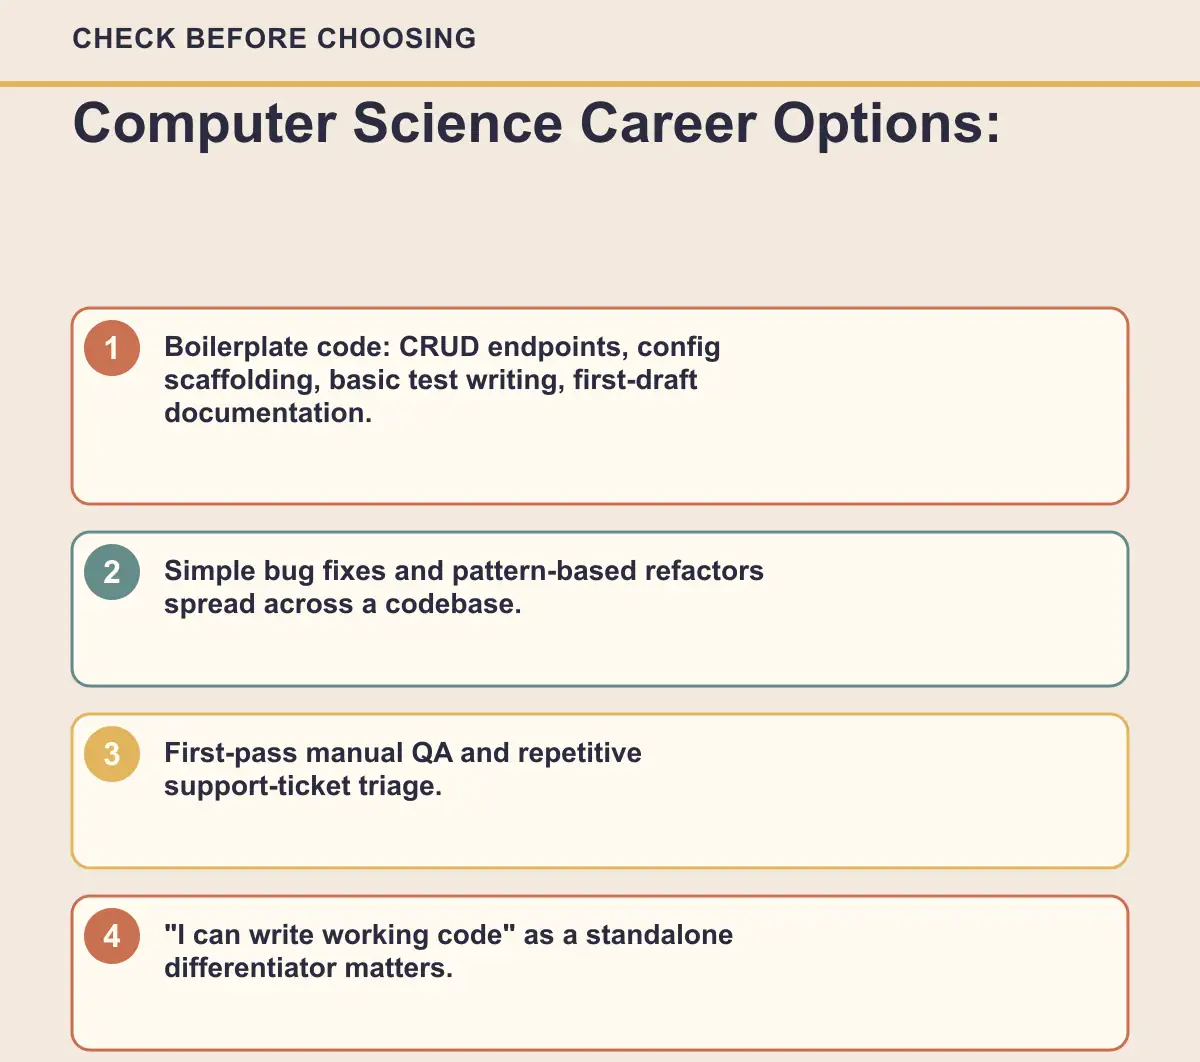 CHECK BEFORE CHOOSING
Computer Science Career Options:
1
Boilerplate code: CRUD endpoints, config
scaffolding, basic test writing, first-draft
documentation.
2
Simple bug fixes and pattern-based refactors
spread across a codebase.
3
First-pass manual QA and repetitive
support-ticket triage.
4
"I can write working code" as a standalone
differentiator matters.